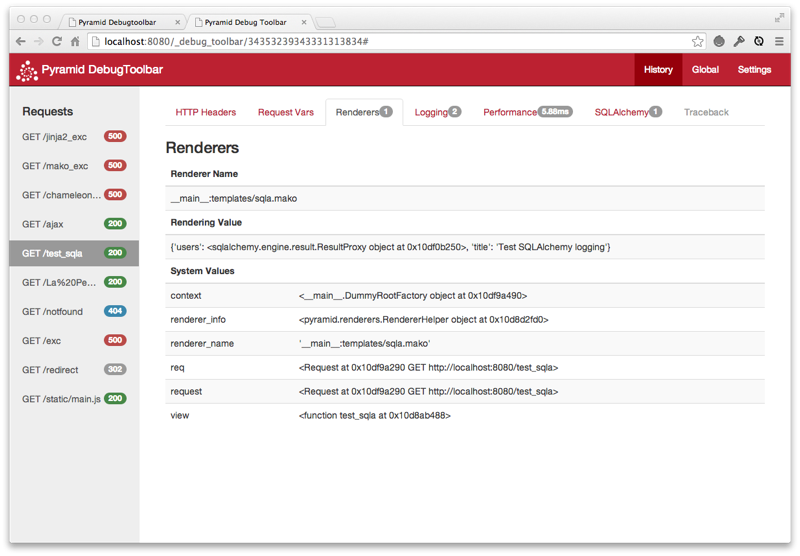 Pyramid Debugtoolbar
Pyramid Debug Toolbar
localhost:8080/_debug_toolbar/34353239343331313834#
Pyramid DebugToolbar
History
Global
Settings
Requests
GET /jinja2_exc 500
GET /mako_exc 500
GET /chameleon... 500
GET /ajax 200
GET /test_sqla 200
GET /La%20Pe... 200
GET /notfound 404
GET /exc 500
GET /redirect 302
GET /static/main.js 200
HTTP Headers
Request Vars
Renderers 1
Logging 2
Performance 5.88ms
SQLAlchemy 1
Traceback
Renderers
Renderer Name
__main__:templates/sqla.mako
Rendering Value
{'users': <sqlalchemy.engine.result.ResultProxy object at 0x10df0b250>, 'title': 'Test SQLAlchemy logging'}
System Values
context <__main__.DummyRootFactory object at 0x10df9a490>
renderer_info <pyramid.renderers.RendererHelper object at 0x10d8d2fd0>
renderer_name '__main__:templates/sqla.mako'
req <Request at 0x10df9a290 GET http://localhost:8080/test_sqla>
request <Request at 0x10df9a290 GET http://localhost:8080/test_sqla>
view <function test_sqla at 0x10d8ab488>